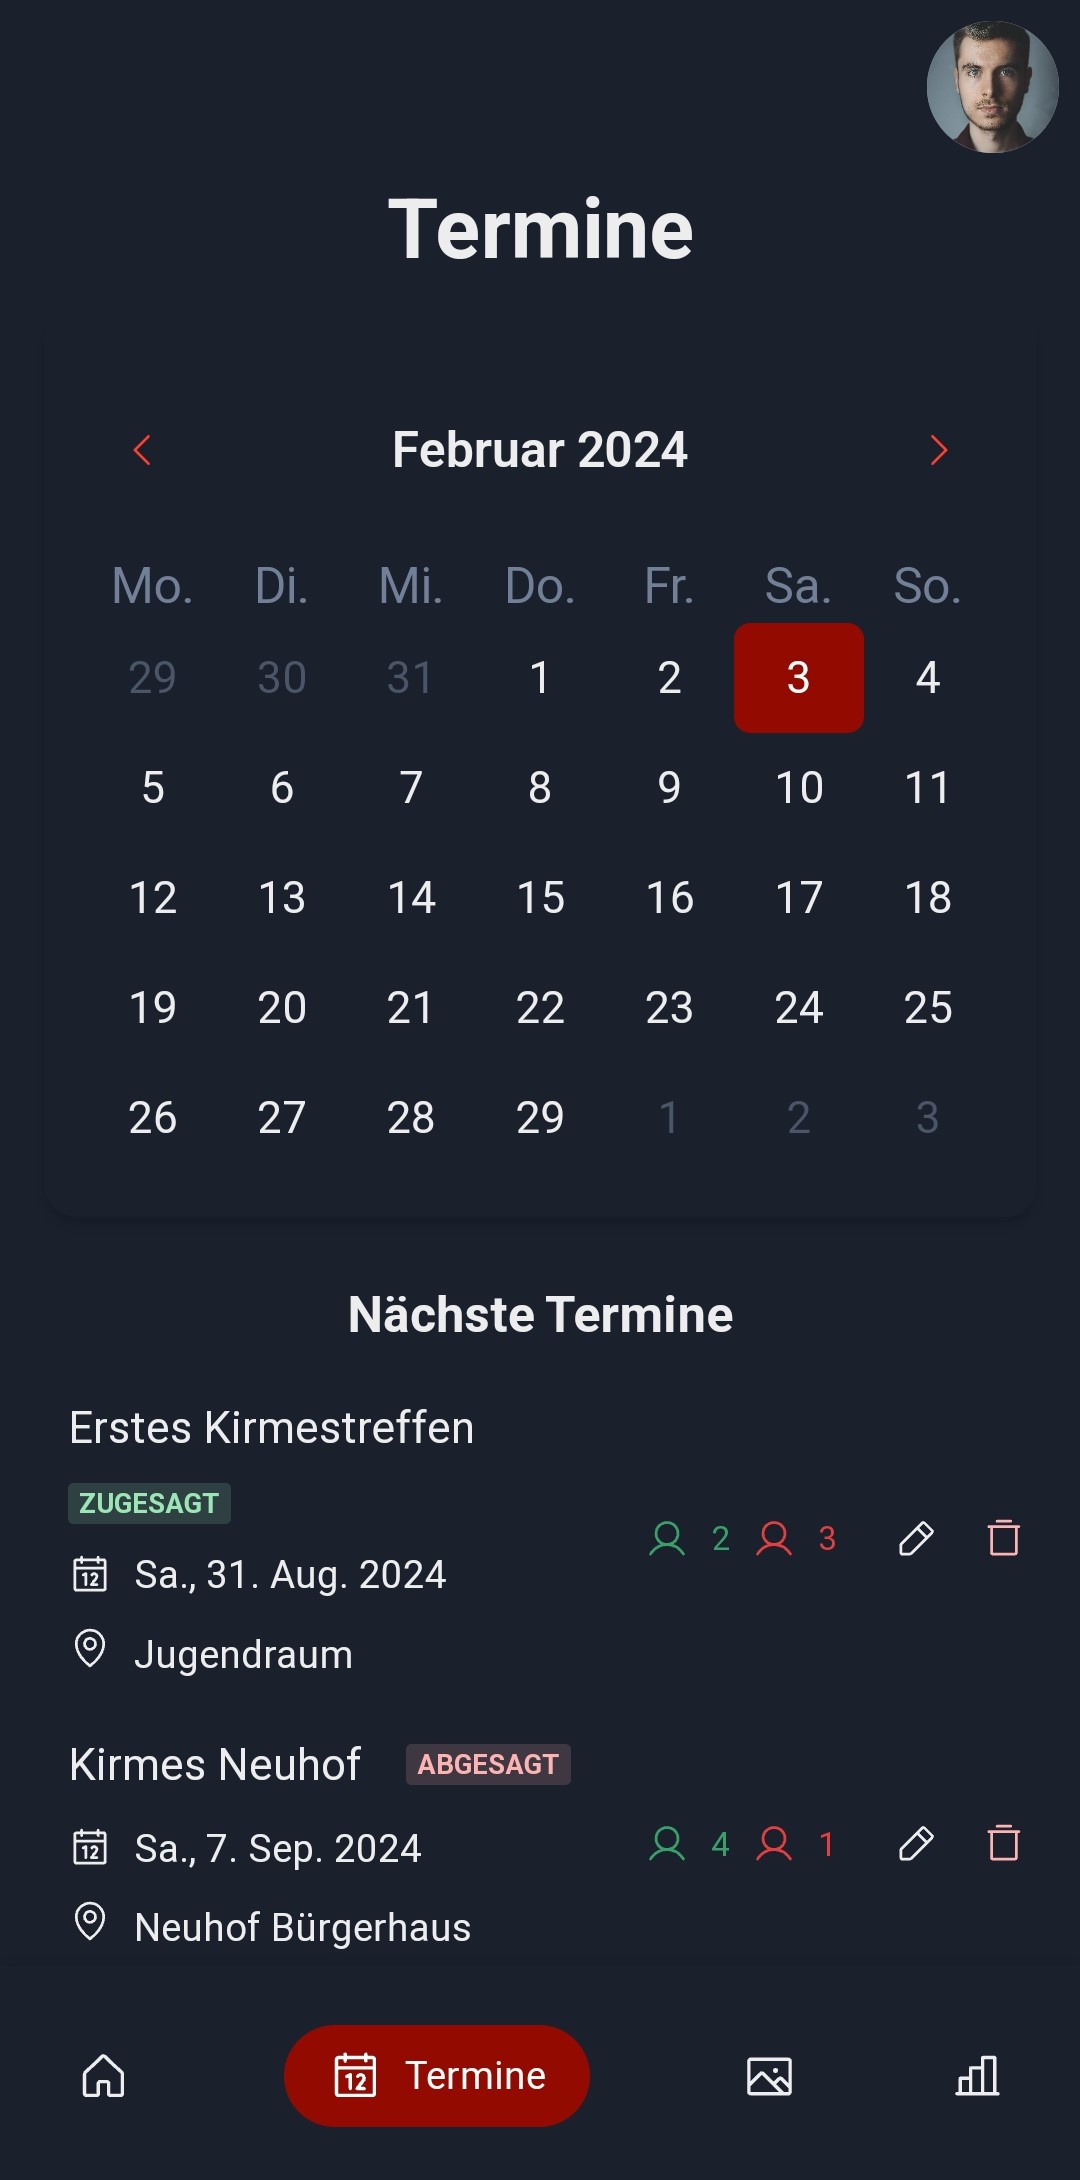 Termine
Februar 2024
Mo. Di. Mi. Do. Fr. Sa. So.
29 30 31 1 2 3 4
5 6 7 8 9 10 11
12 13 14 15 16 17 18
19 20 21 22 23 24 25
26 27 28 29 1 2 3
Nächste Termine
Erstes Kirmestreffen
ZUGESAGT
2 3
12 Sa., 31. Aug. 2024
Jugendraum
Kirmes Neuhof ABGESAGT
12 Sa., 7. Sep. 2024 4 1
Neuhof Bürgerhaus
12 Termine